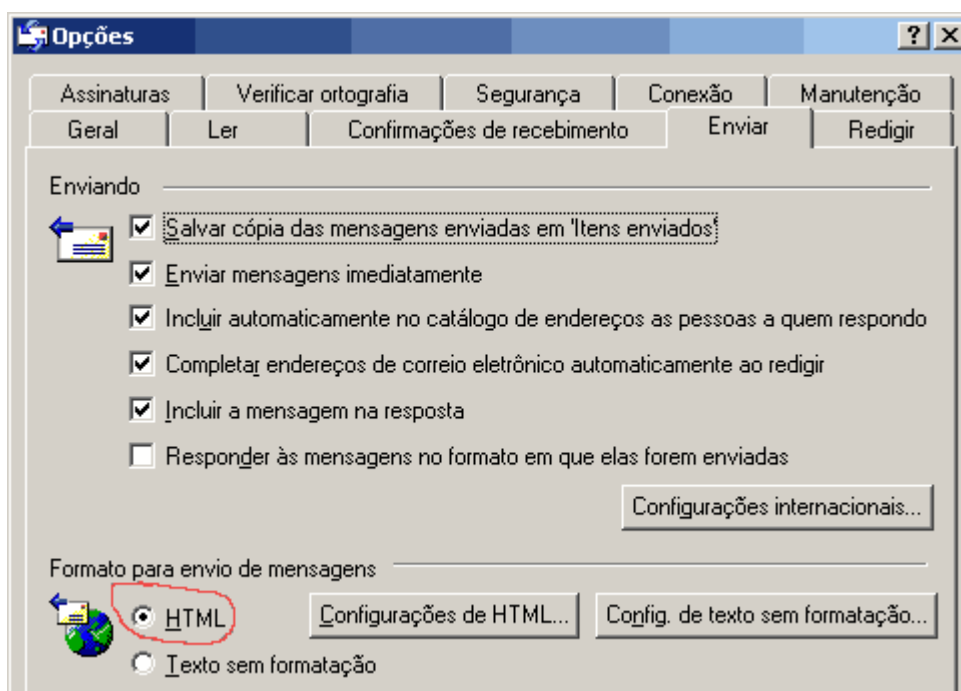 Opções
Assinaturas Verificar ortografia Segurança Conexão Manutenção
Geral Ler Confirmações de recebimento Enviar Redigir
Enviando
Salvar cópia das mensagens enviadas em 'Itens enviados'
Enviar mensagens imediatamente
Incluir automaticamente no catálogo de endereços as pessoas a quem respondo
Completar endereços de correio eletrônico automaticamente ao redigir
Incluir a mensagem na resposta
Responder às mensagens no formato em que elas forem enviadas
Configurações internacionais...
Formato para envio de mensagens
HTML Configurações de HTML... Config. de texto sem formatação...
Texto sem formatação